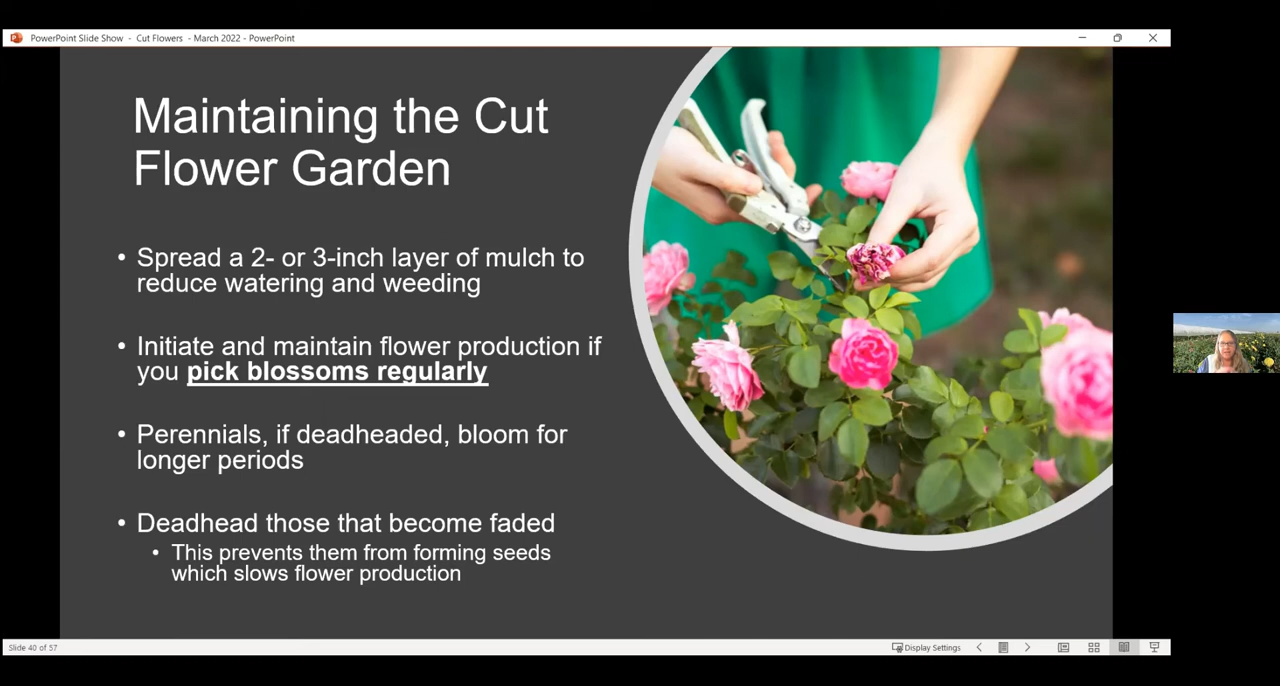 PowerPoint Slide Show - Cut Flowers - March 2022 - PowerPoint
Maintaining the Cut
Flower Garden
• Spread a 2- or 3-inch layer of mulch to
reduce watering and weeding
• Initiate and maintain flower production if
you pick blossoms regularly
• Perennials, if deadheaded, bloom for
longer periods
• Deadhead those that become faded
• This prevents them from forming seeds
which slows flower production
Slide 40 of 57
Display Settings